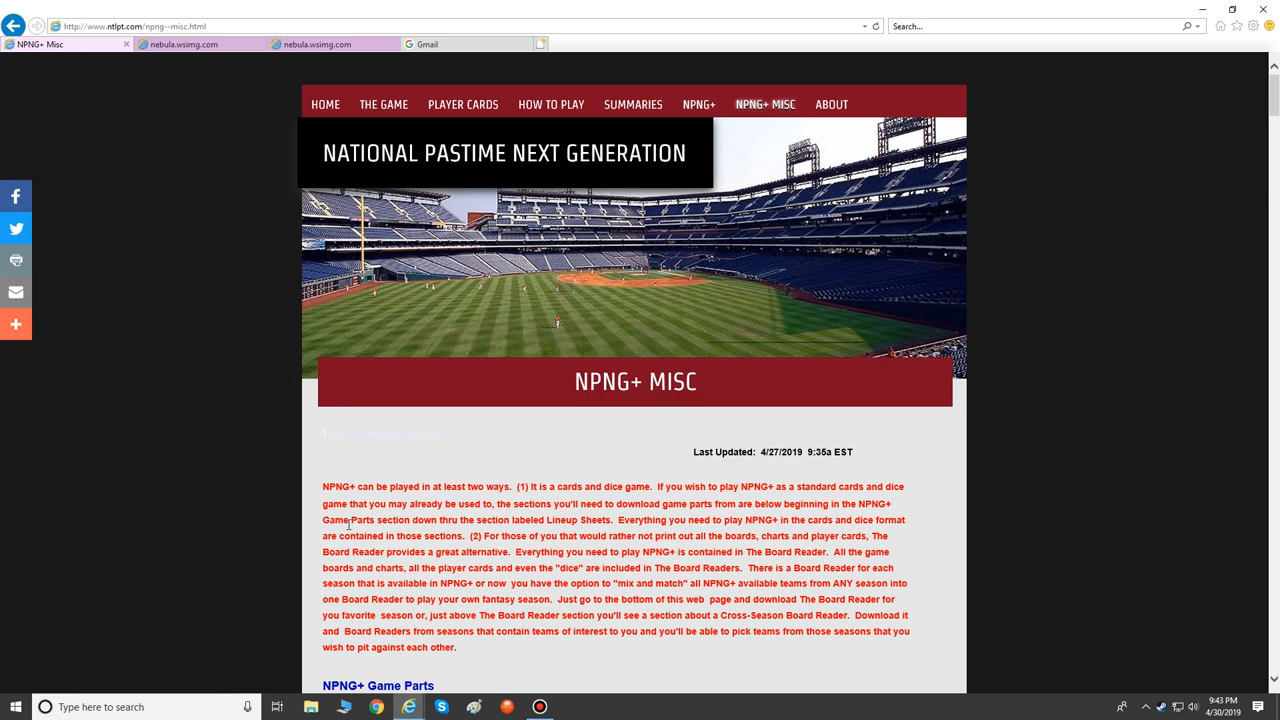 http://www.ntlpt.com/npng--misc.html
Search...
NPNG+ Misc
nebula.wsimg.com
nebula.wsimg.com
Gmail
HOME THE GAME PLAYER CARDS HOW TO PLAY SUMMARIES NPNG+ NPNG+ MISC ABOUT
NATIONAL PASTIME NEXT GENERATION
NPNG+ MISC
Last Updated: 4/27/2019 9:35a EST
NPNG+ can be played in at least two ways. (1) It is a cards and dice game. If you wish to play NPNG+ as a standard cards and dice
game that you may already be used to, the sections you'll need to download game parts from are below beginning in the NPNG+
Game Parts section down thru the section labeled Lineup Sheets. Everything you need to play NPNG+ in the cards and dice format
are contained in those sections. (2) For those of you that would rather not print out all the boards, charts and player cards, The
Board Reader provides a great alternative. Everything you need to play NPNG+ is contained in The Board Reader. All the game
boards and charts, all the player cards and even the "dice" are included in The Board Readers. There is a Board Reader for each
season that is available in NPNG+ or now you have the option to "mix and match" all NPNG+ available teams from ANY season into
one Board Reader to play your own fantasy season. Just go to the bottom of this web page and download The Board Reader for
you favorite season or, just above The Board Reader section you'll see a section about a Cross-Season Board Reader. Download it
and Board Readers from seasons that contain teams of interest to you and you'll be able to pick teams from those seasons that you
wish to pit against each other.
NPNG+ Game Parts
Type here to search
9:43 PM
4/30/2019